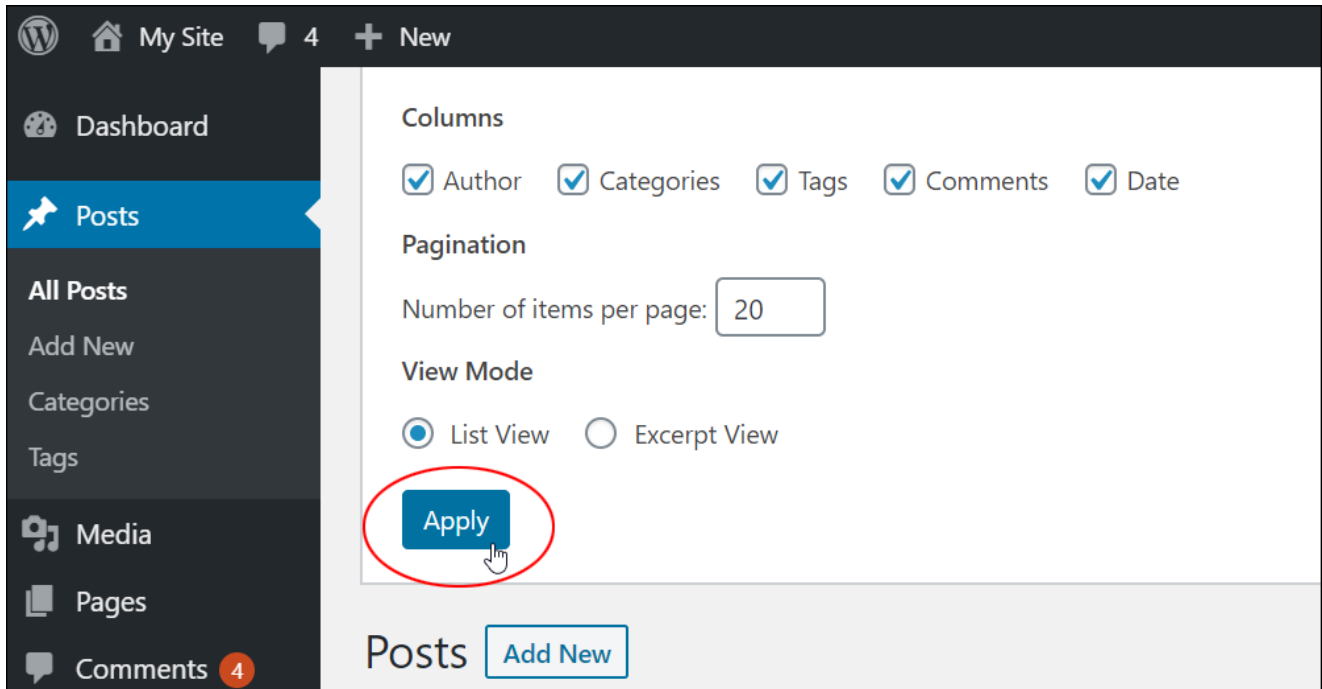 My Site 4 New
Dashboard
Posts
All Posts
Add New
Categories
Tags
Media
Pages
Comments 4
Columns
Author Categories Tags Comments Date
Pagination
Number of items per page: 20
View Mode
List View Excerpt View
Apply
Posts Add New